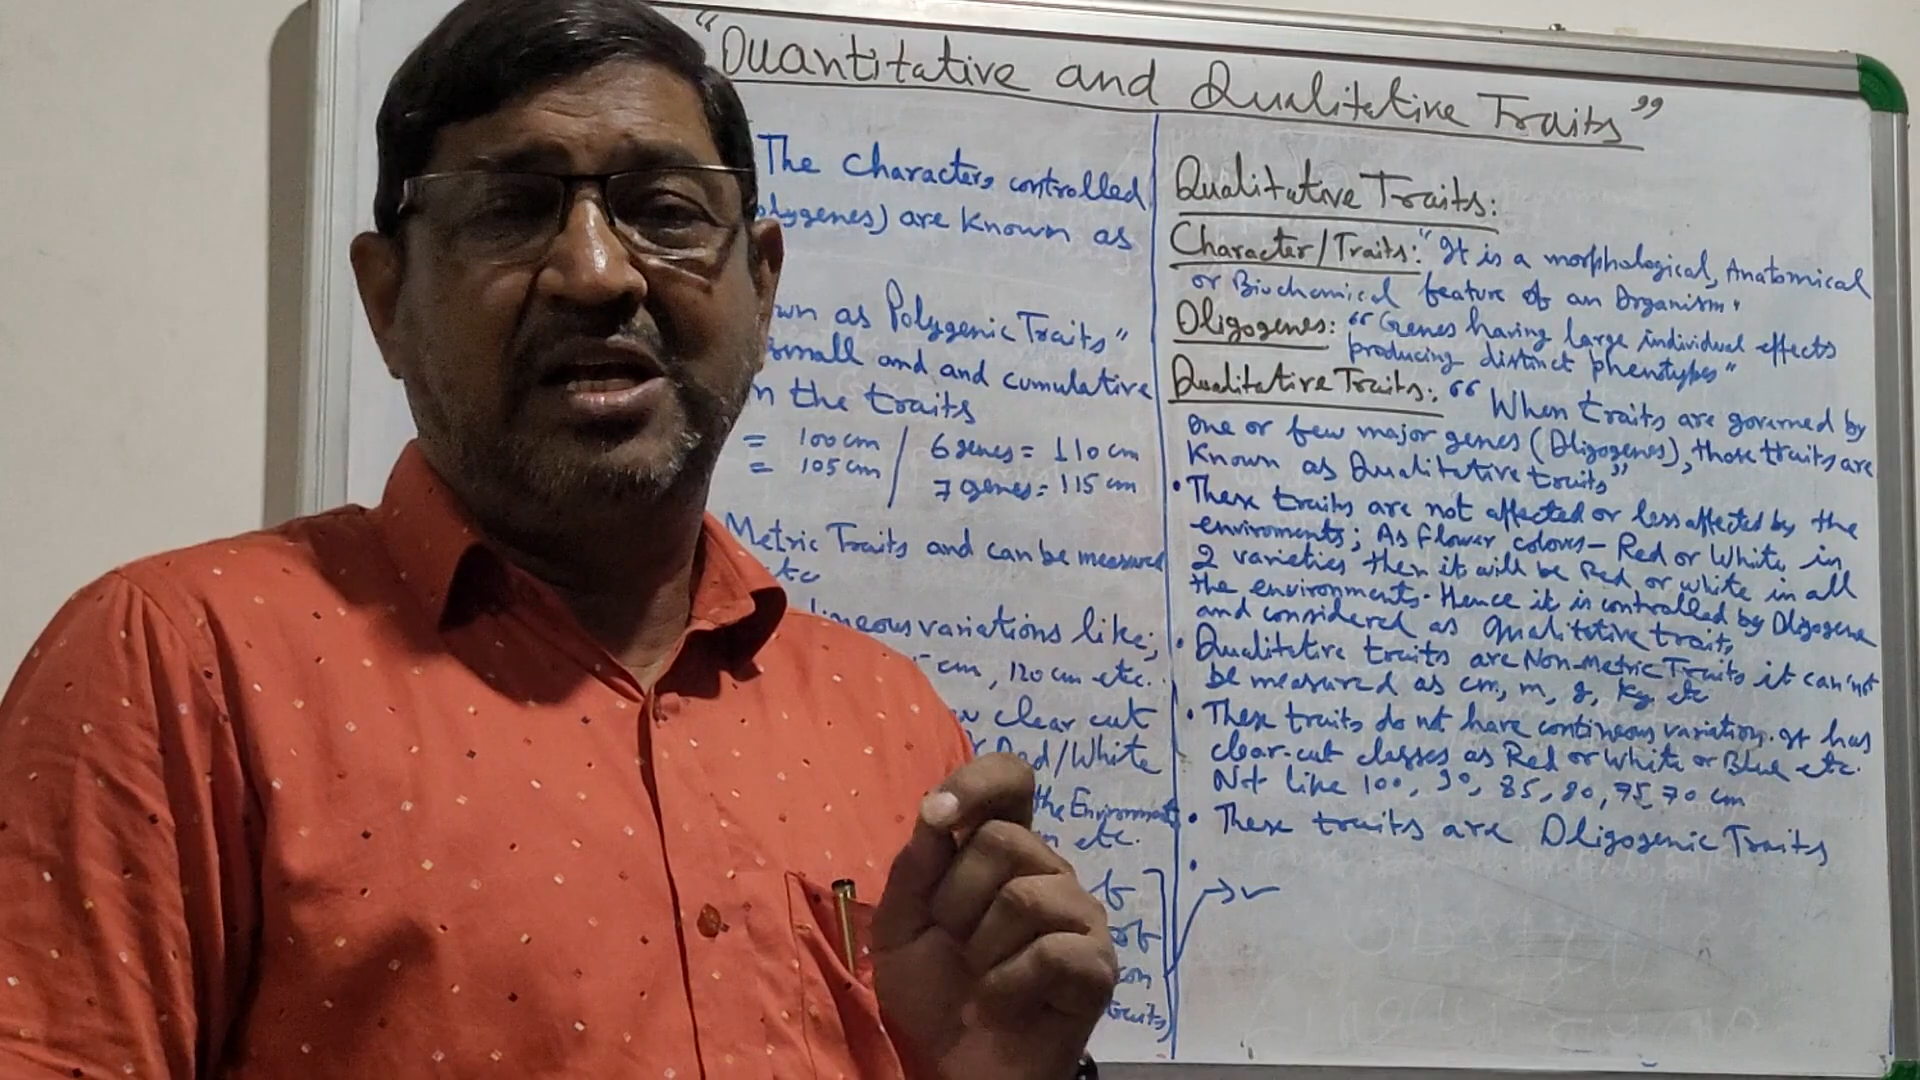 "Quantitative and Qualitative Traits"
The Characters controlled
olygenes) are known as
wn as Polygenic Traits"
small and and cumulative
n the traits
= 100 cm / 6 genes = 110 cm
= 105 cm / 7 genes = 115 cm
Metric Traits and can be measured
etc
ineous variations like;
5 cm, 120 cm etc.
clear cut
Red/White
the Environment
n etc.
b
ob
con
traits)
Qualitative Traits:
Character/Traits: "It is a morphological, Anatomical
or Biochemical feature of an Organism"
Oligogenes: "Genes having large individual effects
producing distinct phenotypes"
Qualitative Traits: "When traits are governed by
one or few major genes (Oligogenes), those traits are
Known as Qualitative traits"
• These traits are not affected or less affected by the
enviroments; As flower colours - Red or White in
2 varieties then it will be Red or white in all
the environments. Hence it is controlled by Oligogene
and considered as qualitative traits
• Qualitative traits are Non-Metric Traits it can not
be measured as cm, m, g, kg etc
• These traits do not have contineous variation. It has
clear-cut classes as Red or White or Blue etc.
Not like 100, 90, 85, 80, 75, 70 cm
• These traits are Oligogenic Traits